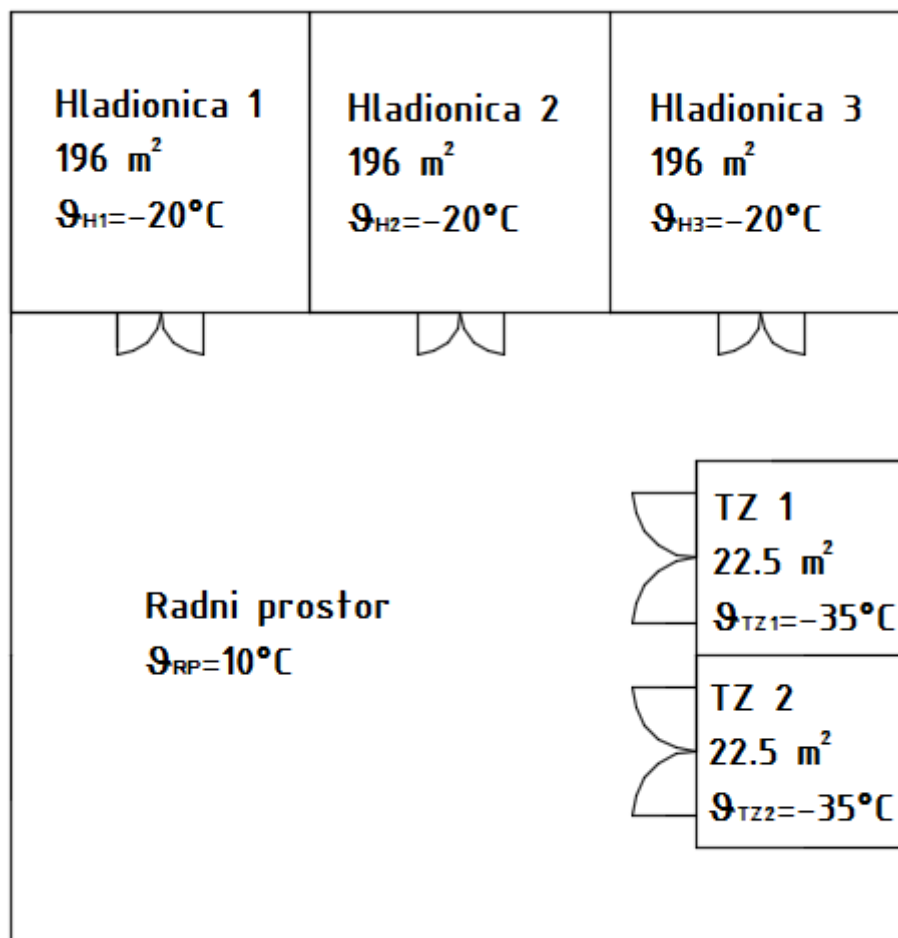 Hladionica 1
196 m²
ϑH1=-20°C
Hladionica 2
196 m²
ϑH2=-20°C
Hladionica 3
196 m²
ϑH3=-20°C
TZ 1
22.5 m²
ϑTZ1=-35°C
Radni prostor
ϑRP=10°C
TZ 2
22.5 m²
ϑTZ2=-35°C